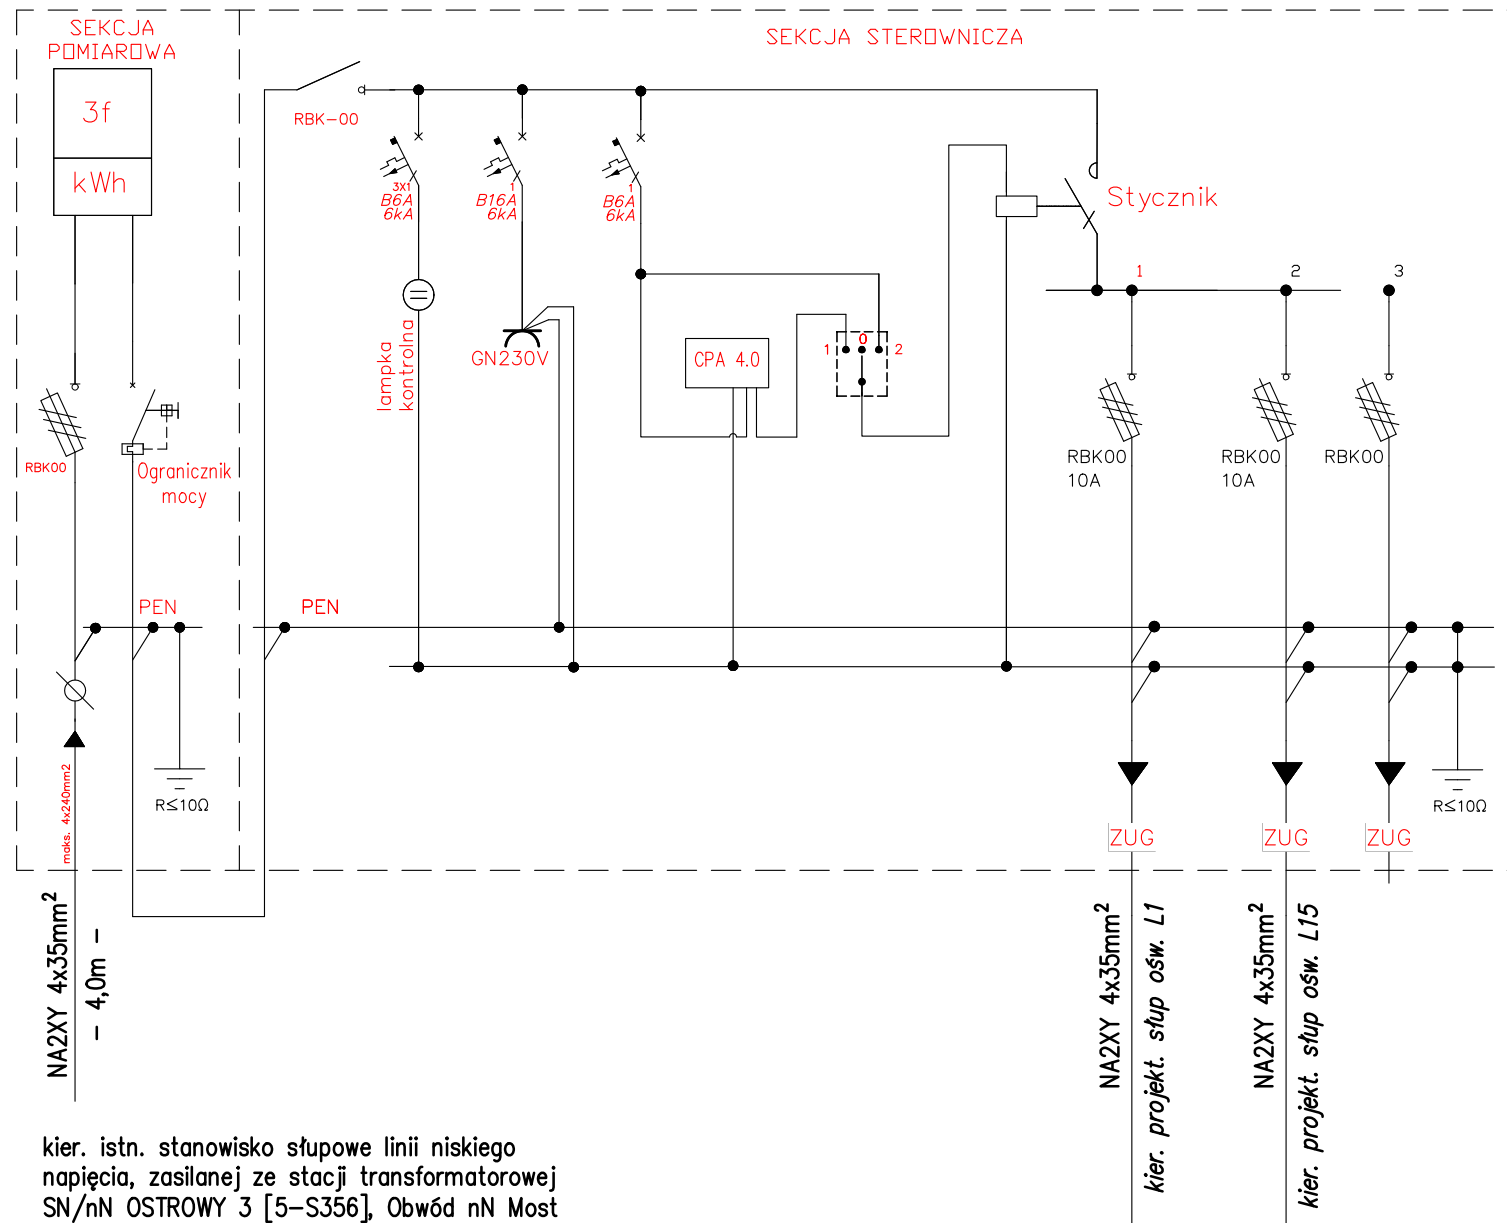 SEKCJA
POMIAROWA
SEKCJA STEROWNICZA
3f
kWh
RBK-00
3X1
B6A
6kA
1
B16A
6kA
1
B6A
6kA
Stycznik
1
2
3
lampka
kontrolna
GN230V
CPA 4.0
1
0
2
RBK00
Ogranicznik
mocy
RBK00
10A
RBK00
10A
RBK00
PEN
PEN
maks. 4x240mm2
R≤10Ω
R≤10Ω
ZUG
ZUG
ZUG
NA2XY 4x35mm²
- 4,0m -
NA2XY 4x35mm²
kier. projekt. słup ośw. L1
NA2XY 4x35mm²
kier. projekt. słup ośw. L15
kier. istn. stanowisko słupowe linii niskiego
napięcia, zasilanej ze stacji transformatorowej
SN/nN OSTROWY 3 [5-S356], Obwód nN Most